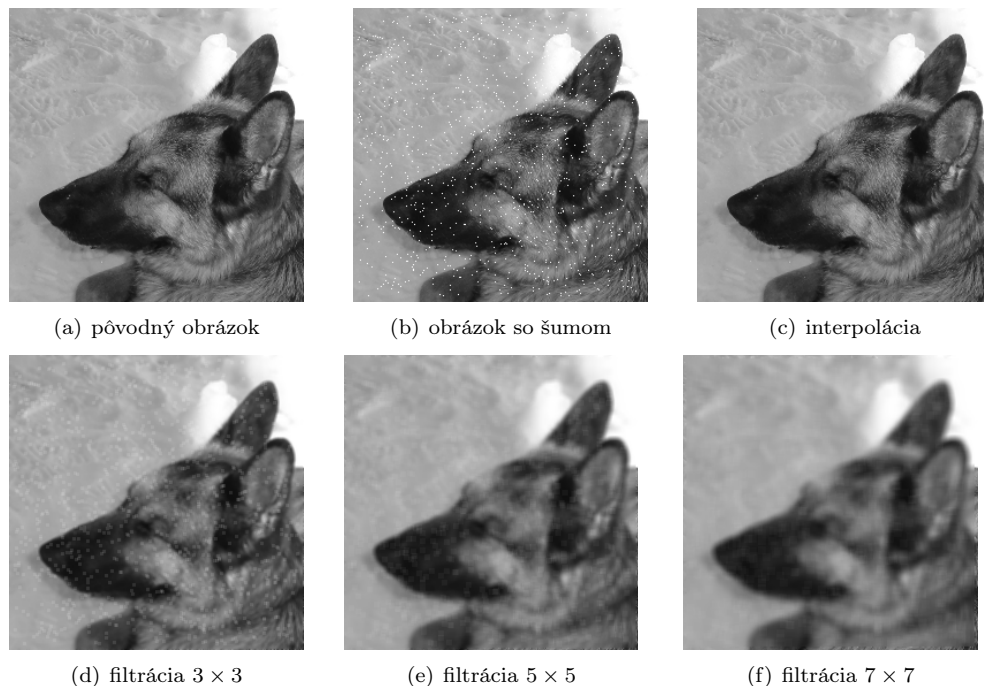 (a) pôvodný obrázok
(b) obrázok so šumom
(c) interpolácia
(d) filtrácia 3 × 3
(e) filtrácia 5 × 5
(f) filtrácia 7 × 7